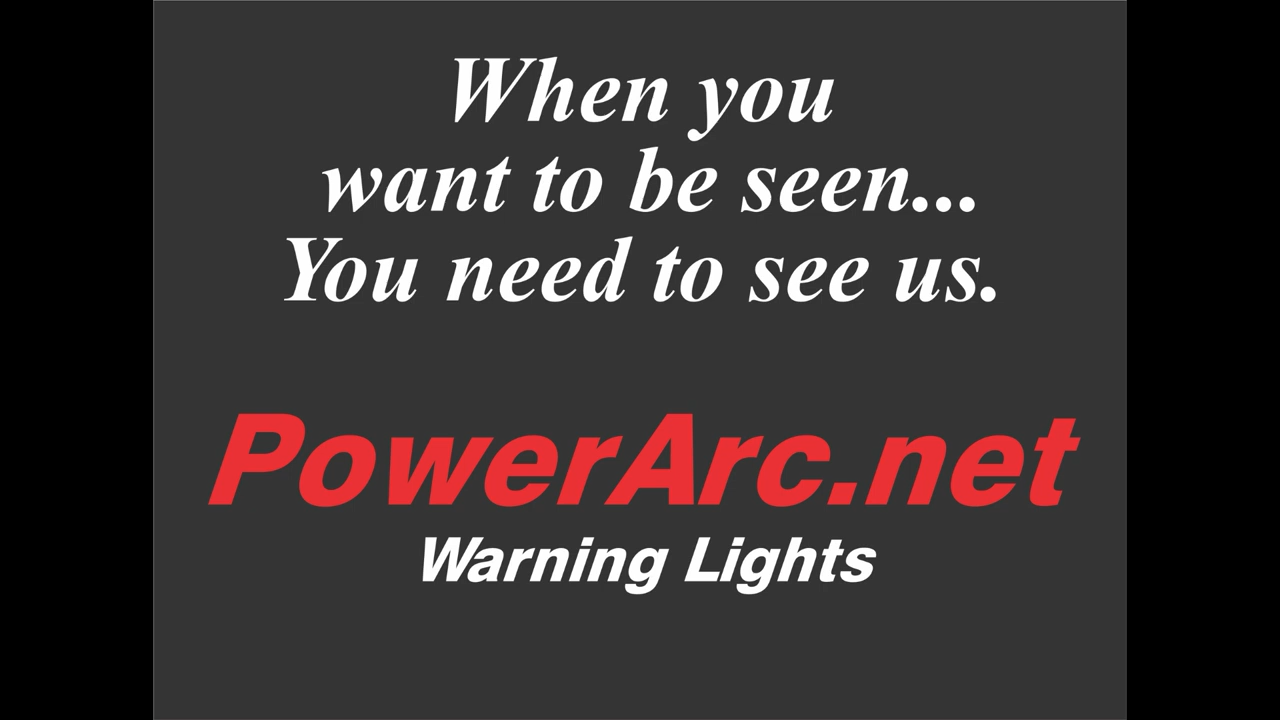 When you
want to be seen...
You need to see us.
PowerArc.net
Warning Lights